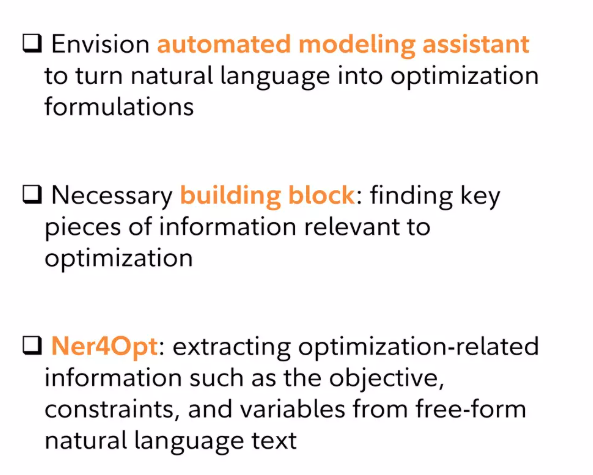 ❑ Envision automated modeling assistant
to turn natural language into optimization
formulations
❑ Necessary building block: finding key
pieces of information relevant to
optimization
❑ Ner4Opt: extracting optimization-related
information such as the objective,
constraints, and variables from free-form
natural language text